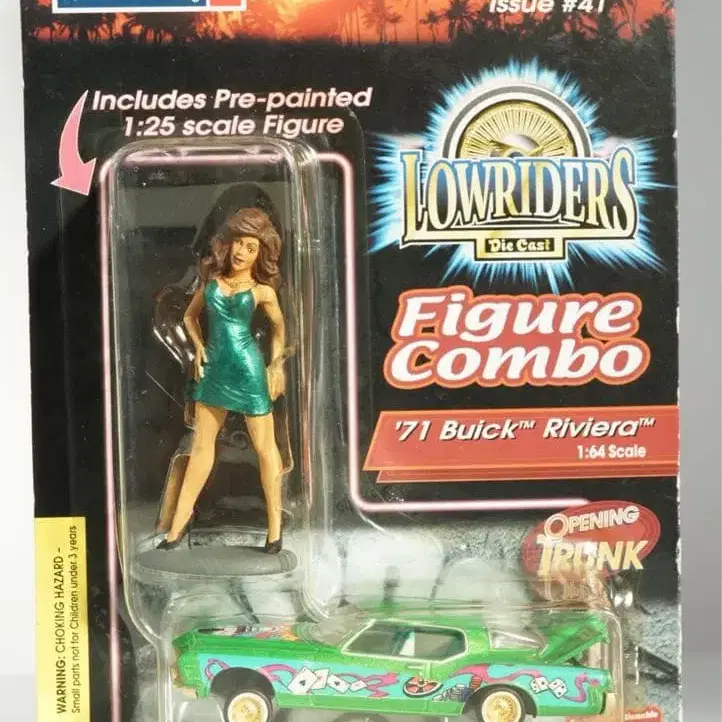 Issue #41
Includes Pre-painted
1:25 scale Figure
LOWRIDERS
Die Cast
Figure
Combo
'71 Buick™ Riviera™
1:64 Scale
OPENING
TRUNK
WARNING: CHOKING HAZARD –
Small parts not for Children under 3 years